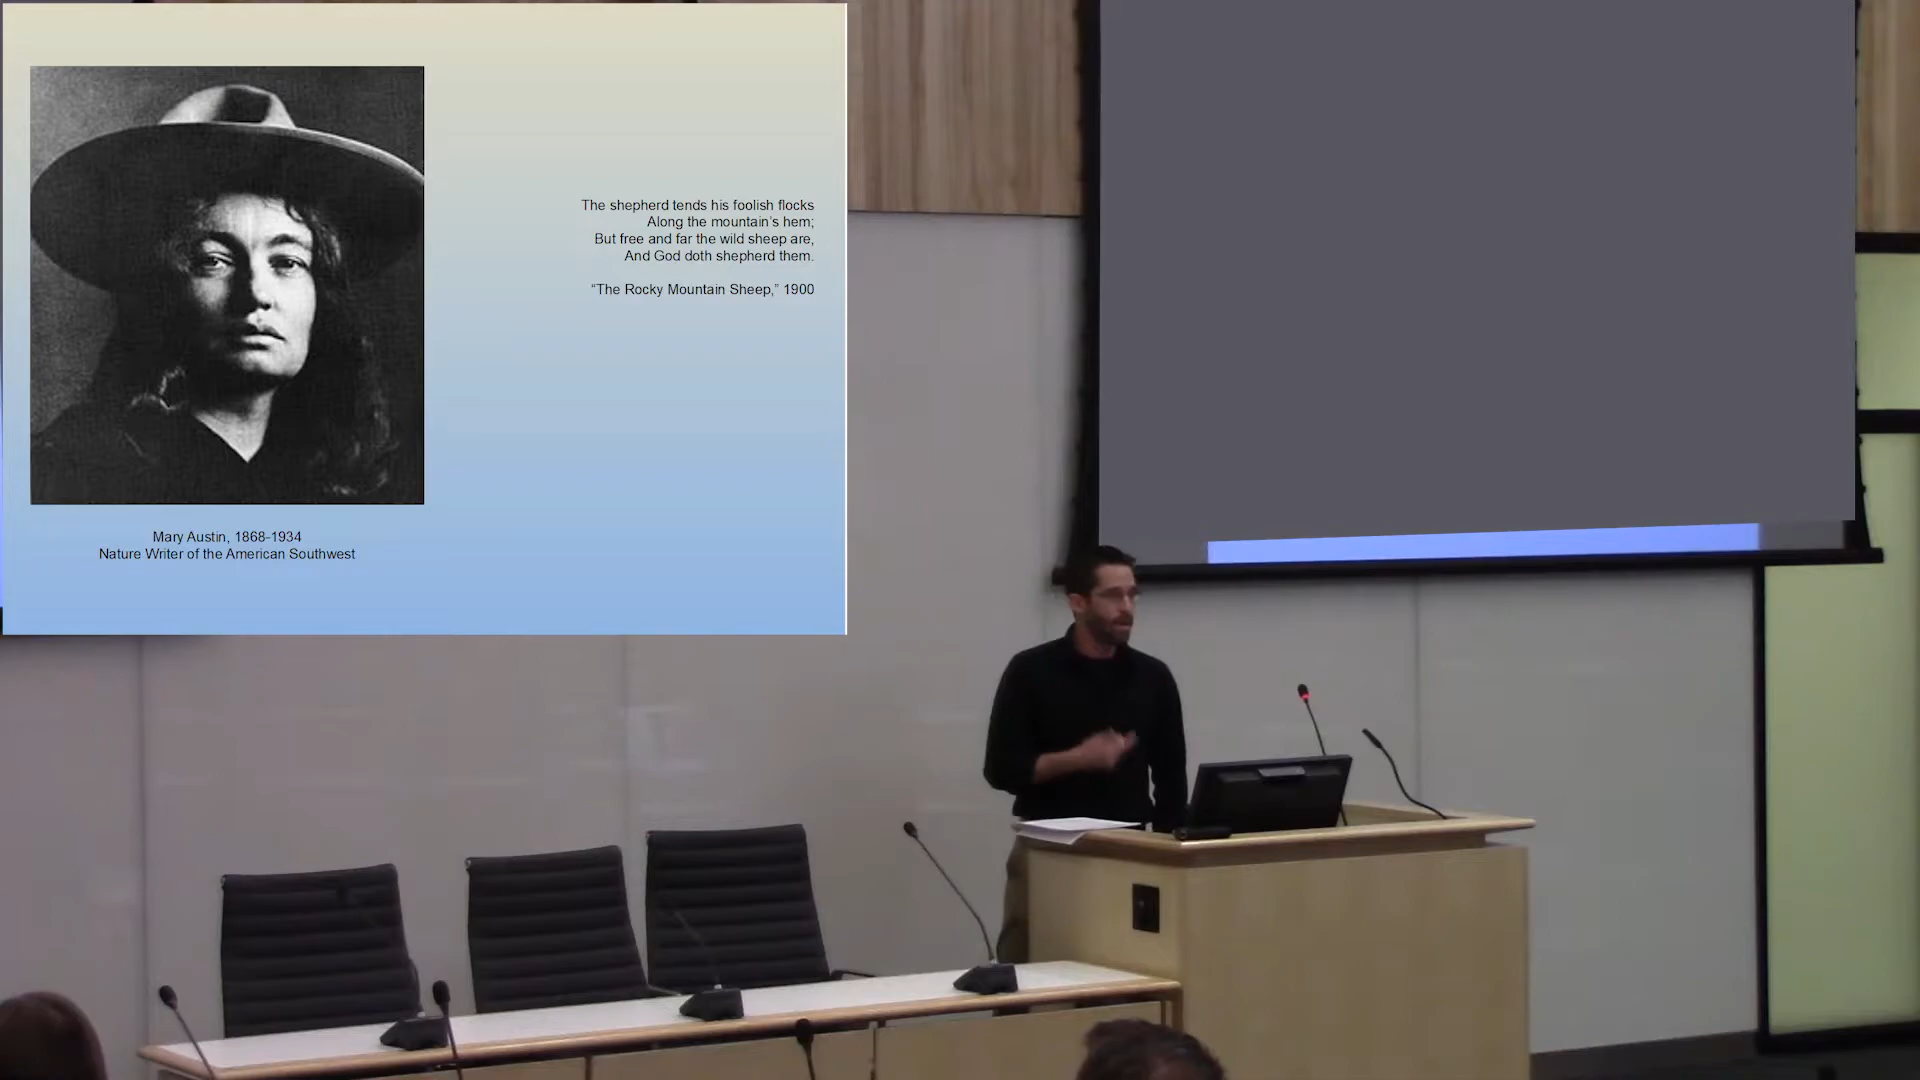 The shepherd tends his foolish flocks
Along the mountain's hem;
But free and far the wild sheep are,
And God doth shepherd them.
“The Rocky Mountain Sheep,” 1900
Mary Austin, 1868-1934
Nature Writer of the American Southwest